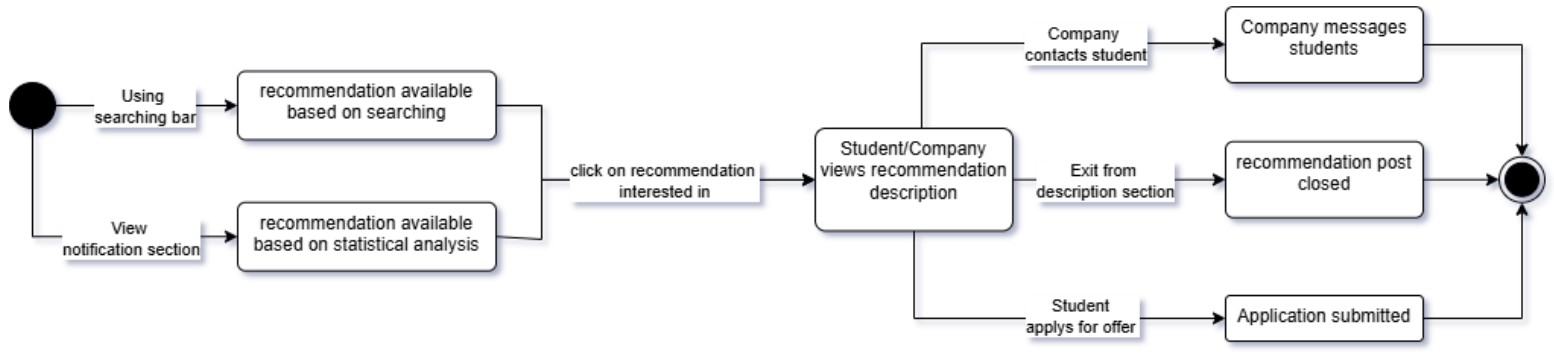 Using
searching bar
recommendation available
based on searching
View
notification section
recommendation available
based on statistical analysis
click on recommendation
interested in
Student/Company
views recommendation
description
Company
contacts student
Company messages
students
Exit from
description section
recommendation post
closed
Student
applys for offer
Application submitted